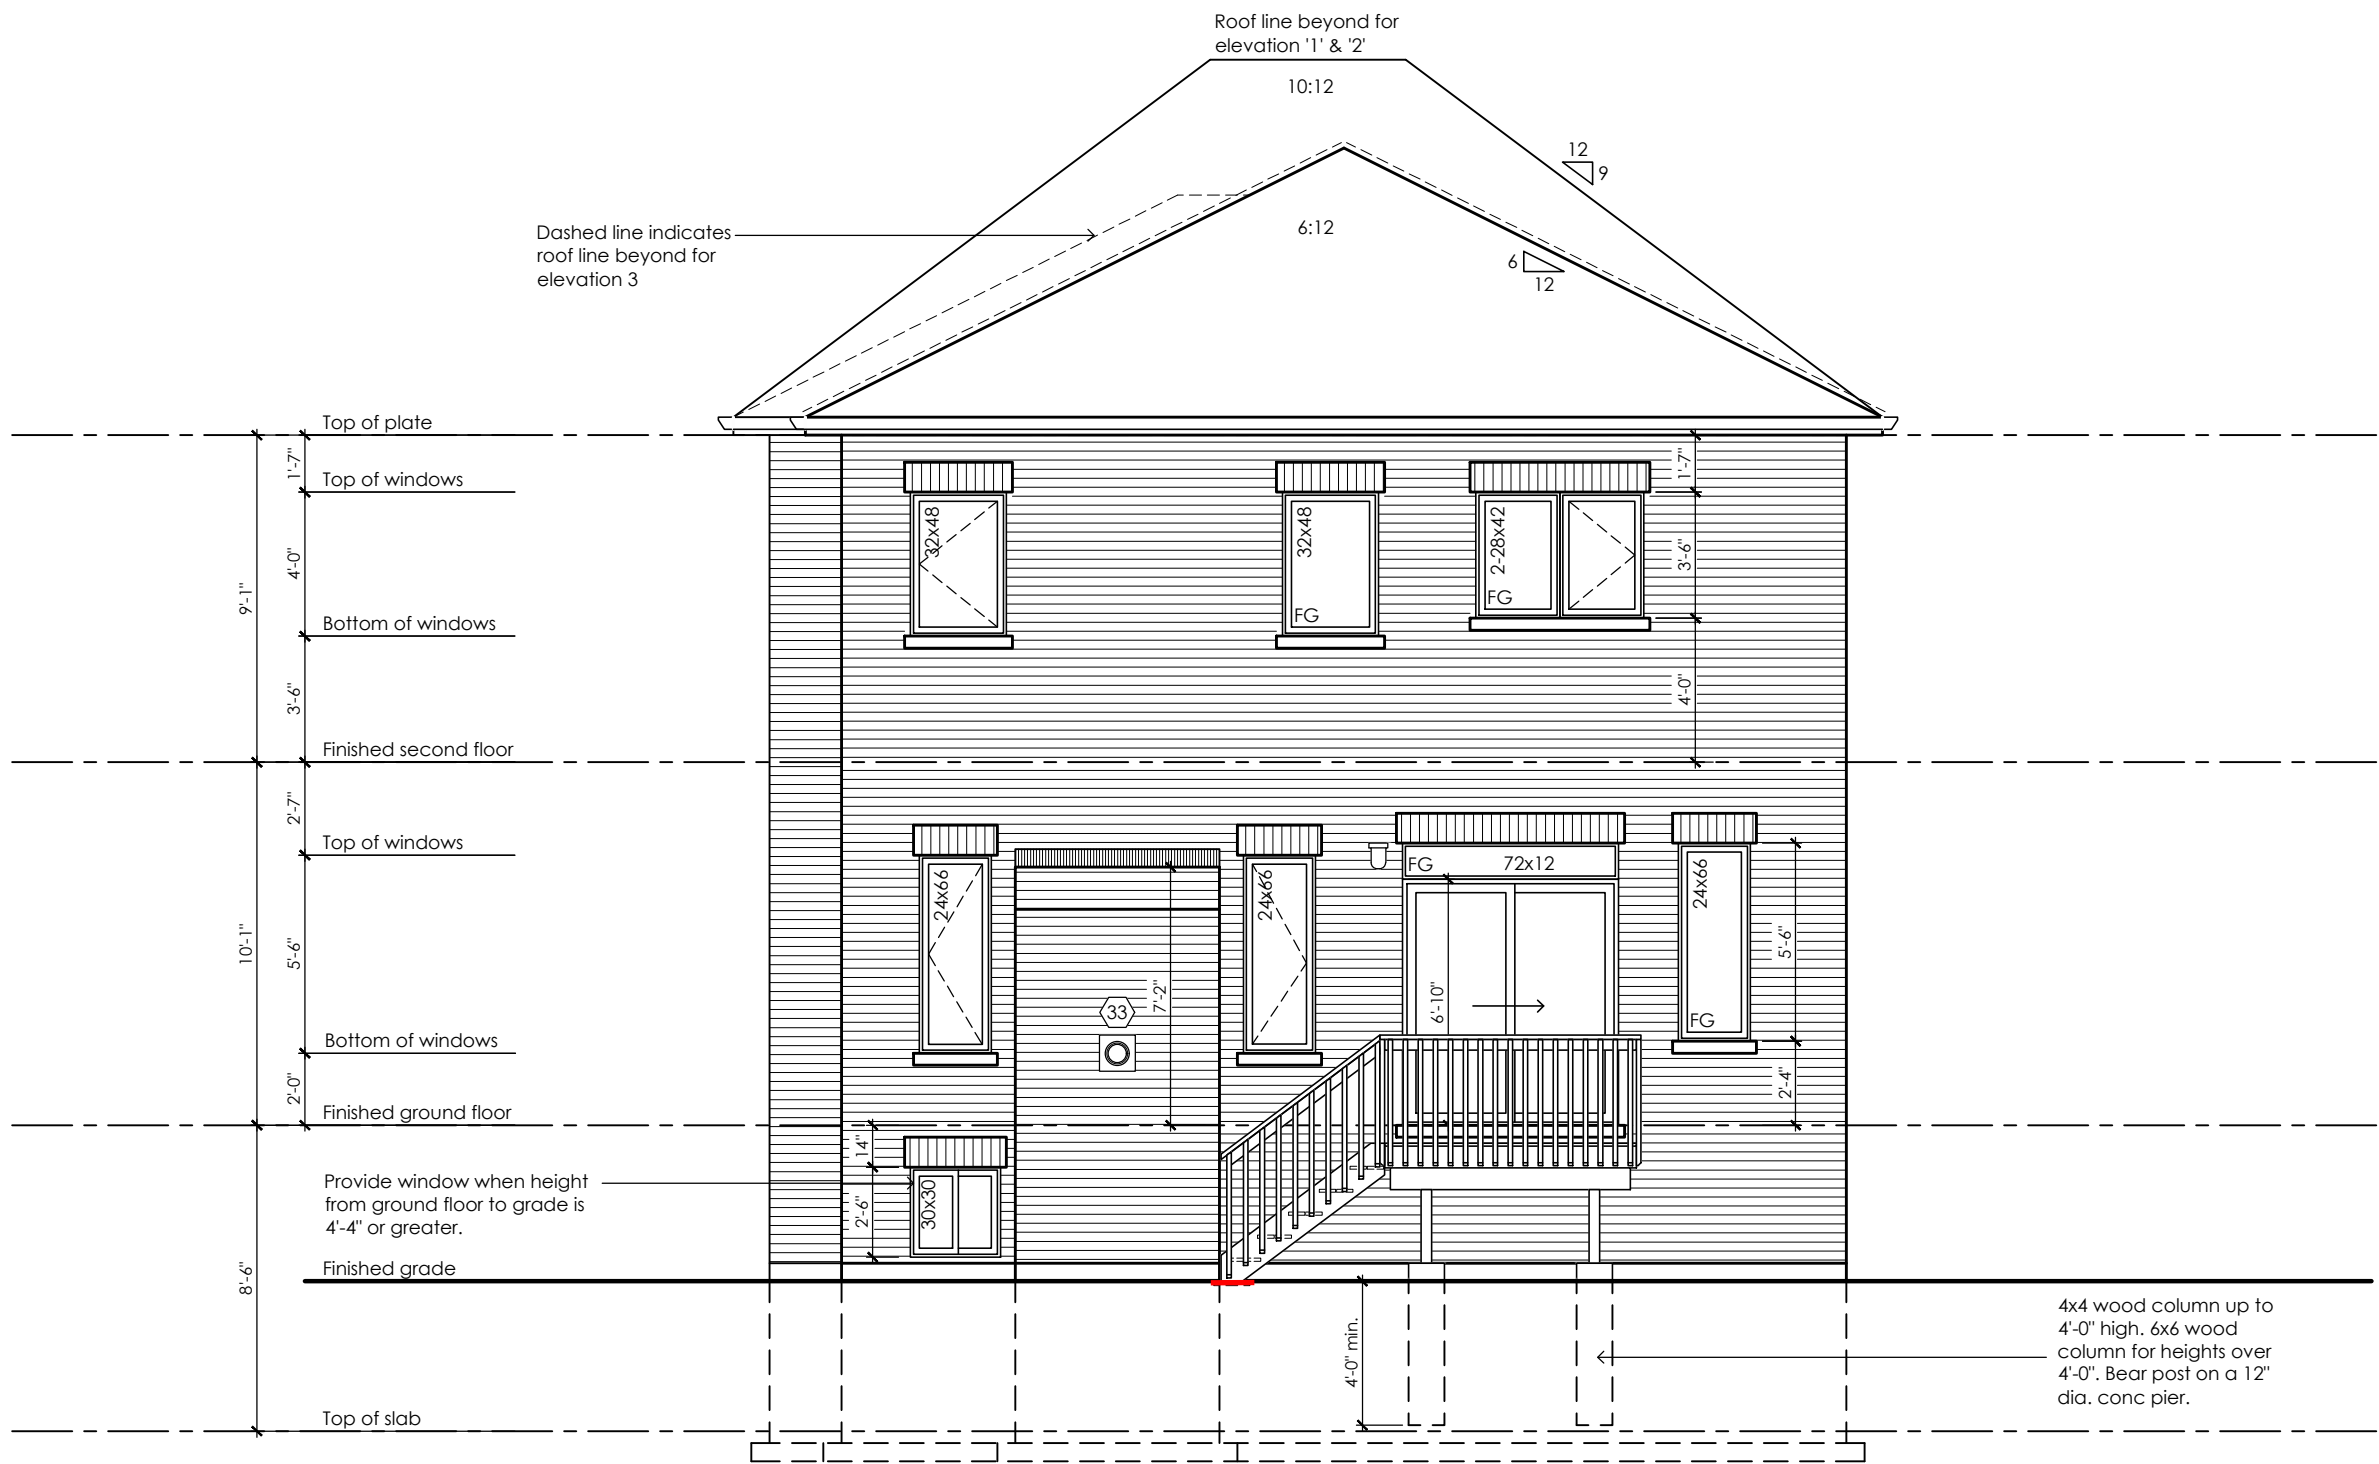 Roof line beyond for
elevation '1' & '2'
10:12
12
9
Dashed line indicates
roof line beyond for
elevation 3
6:12
6
12
Top of plate
1'-7"
1'-7"
Top of windows
32x48
32x48
2-28x42
4'-0"
3'-6"
9'-1"
FG
FG
Bottom of windows
3'-6"
4'-0"
Finished second floor
2'-7"
Top of windows
FG
72x12
24x66
24x66
24x66
10'-1"
5'-6"
5'-6"
7'-2"
6'-10"
33
FG
Bottom of windows
2'-0"
2'-4"
Finished ground floor
14"
Provide window when height
from ground floor to grade is
4'-4" or greater.
2'-6"
30x30
Finished grade
8'-6"
4'-0" min.
4x4 wood column up to
4'-0" high. 6x6 wood
column for heights over
4'-0". Bear post on a 12"
dia. conc pier.
Top of slab